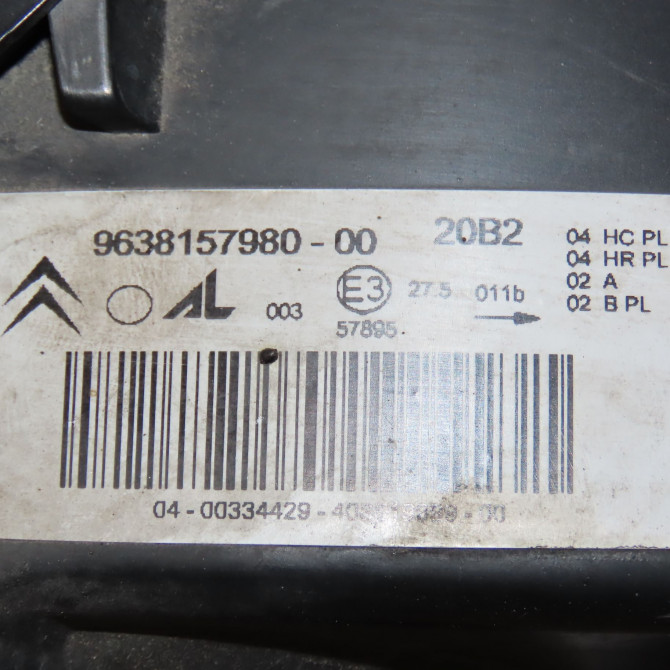 9638157980-00 20B2
04 HC PL
04 HR PL
02 A
02 B PL
AL 003 E3 27.5 011b
57895
04-00334429-